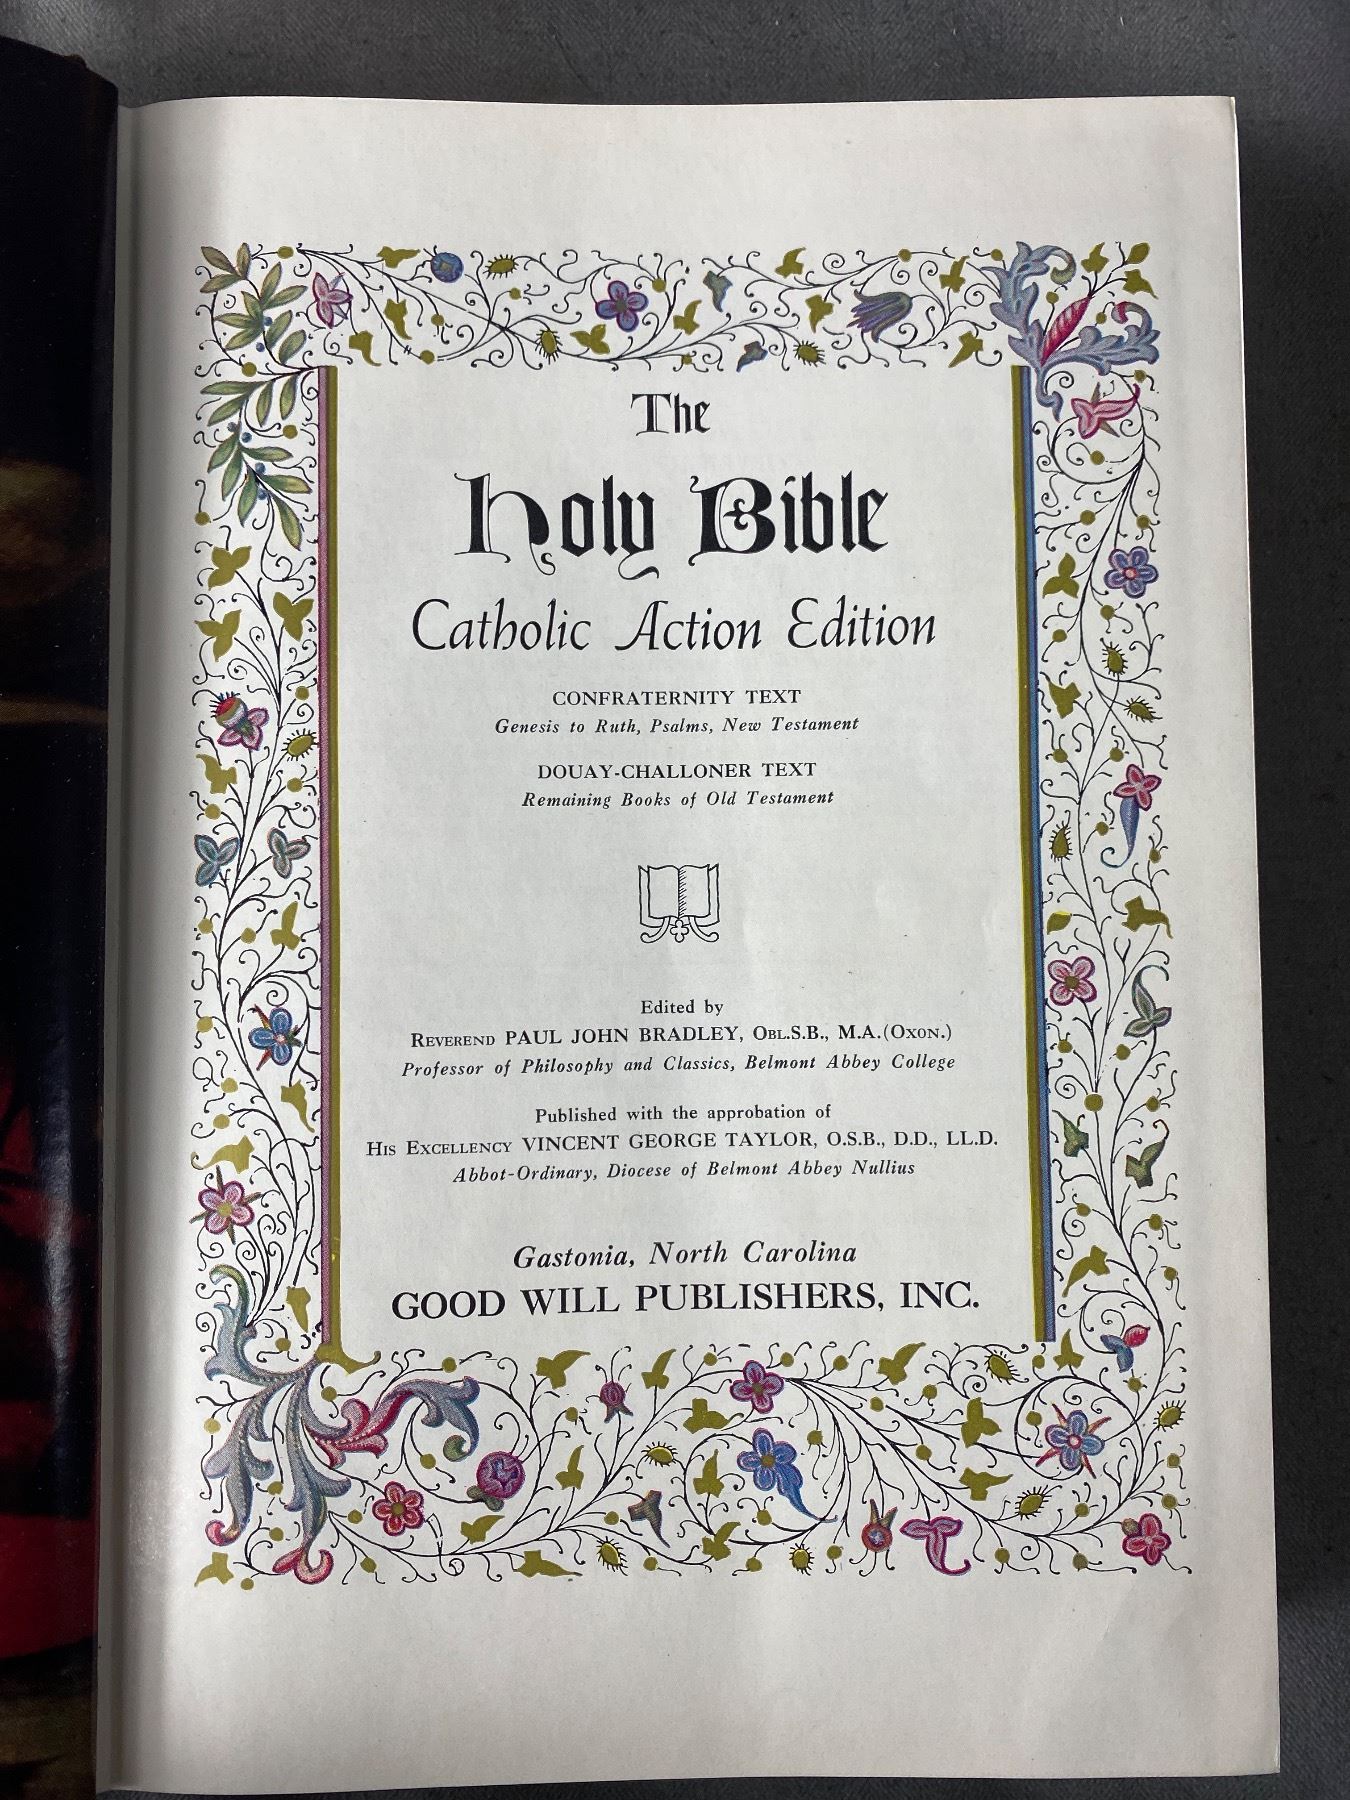 The
Holy Bible
Catholic Action Edition
CONFRATERNITY TEXT
Genesis to Ruth, Psalms, New Testament
DOUAY-CHALLONER TEXT
Remaining Books of Old Testament
Edited by
REVEREND PAUL JOHN BRADLEY, OBL.S.B., M.A.(OXON.)
Professor of Philosophy and Classics, Belmont Abbey College
Published with the approbation of
HIS EXCELLENCY VINCENT GEORGE TAYLOR, O.S.B., D.D., LL.D.
Abbot-Ordinary, Diocese of Belmont Abbey Nullius
Gastonia, North Carolina
GOOD WILL PUBLISHERS, INC.